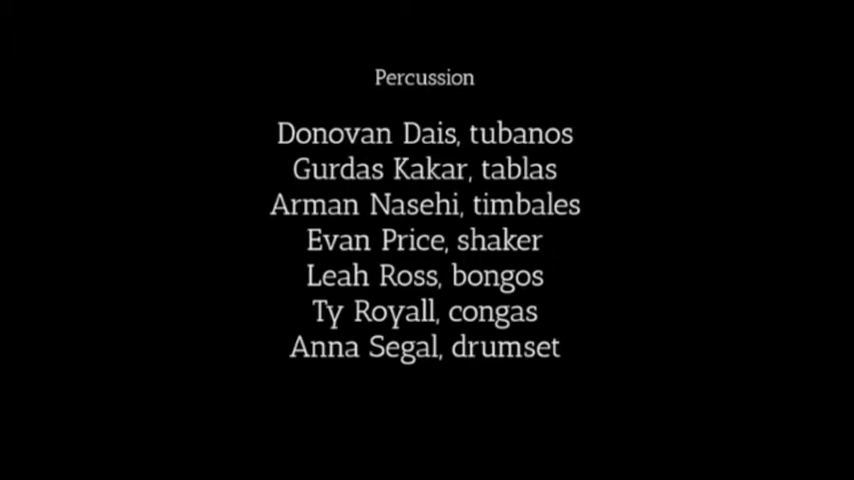 Percussion
Donovan Dais, tubanos
Gurdas Kakar, tablas
Arman Nasehi, timbales
Evan Price, shaker
Leah Ross, bongos
Ty Royall, congas
Anna Segal, drumset